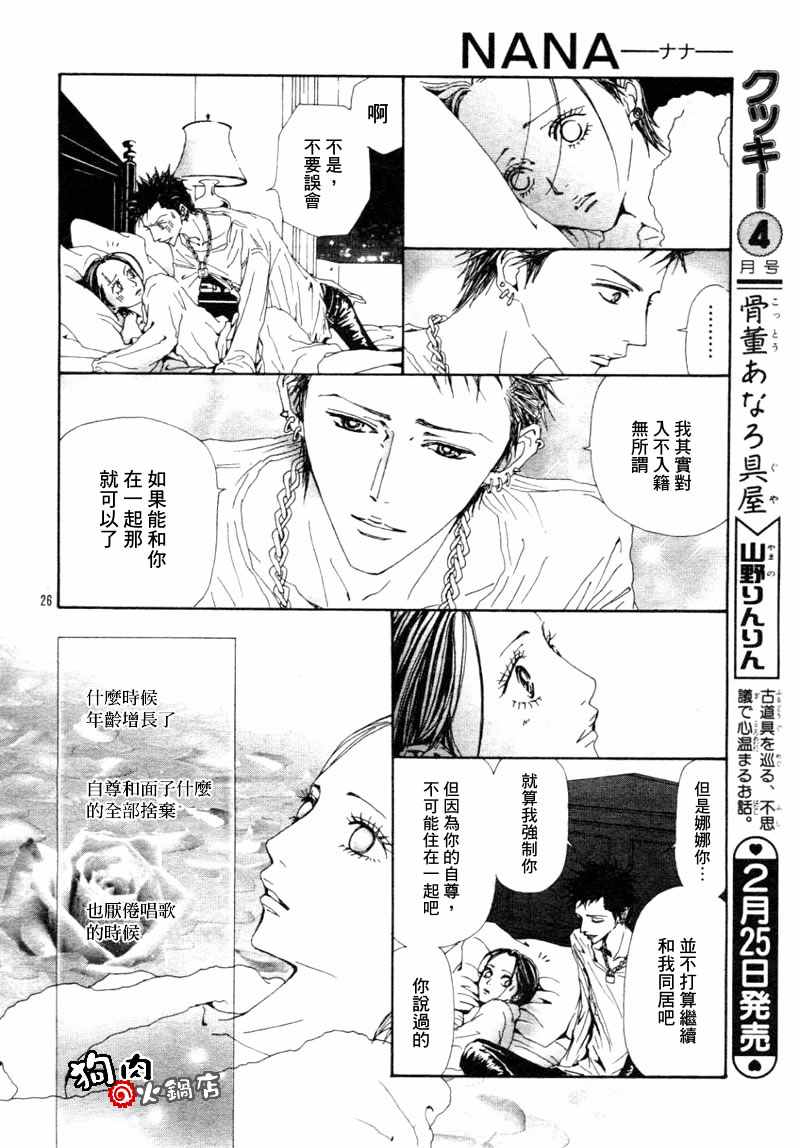 NANA—ナナ—
……
啊
不是，
不要誤會
我其實對
入不入籍
無所謂
如果能和你
在一起那
就可以了
但是娜娜你…
並不打算繼續
和我同居吧
就算我強制你
但因為你的自尊，
不可能住在
一起吧
你說過的
什麼時候
年齡增長了
自尊和面子什麼
的全部捨棄
也厭倦唱歌
的時候
26
狗肉
火鍋店
クッキー4月号
骨董あなろ具屋
こっとう
ぐや
山野りんりん
やまの
古道具を巡る、不思
議で心温まるお話。
♥2月25日発売♥